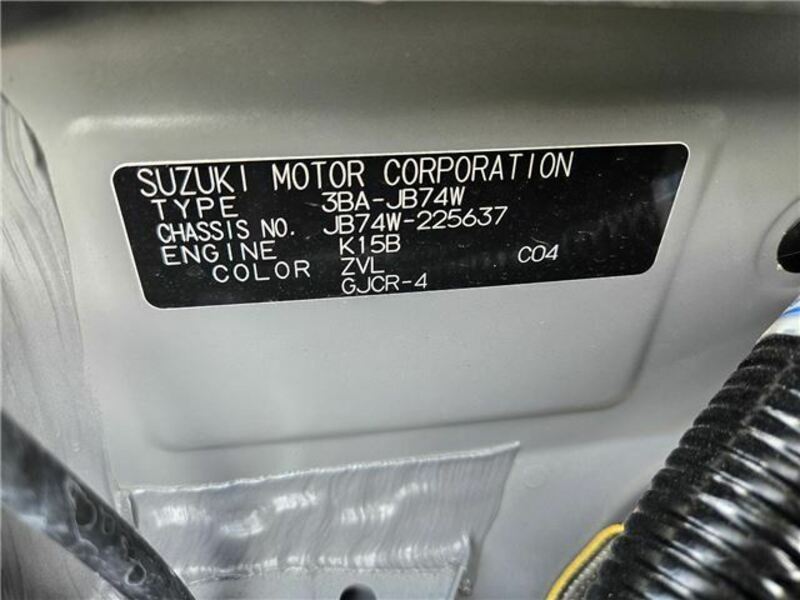 SUZUKI MOTOR CORPORATION
TYPE 3BA-JB74W
CHASSIS NO. JB74W-225637
ENGINE K15B
COLOR ZVL C04
GJCR-4